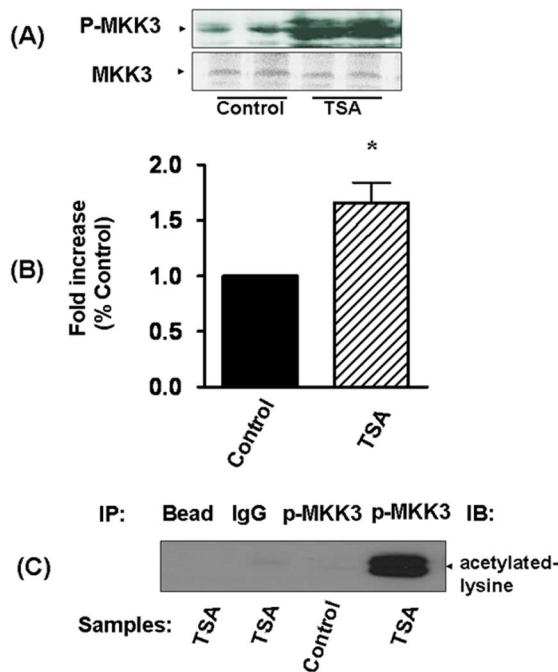 (A)
P-MKK3
MKK3
Control TSA
(B)
Fold increase
(% Control)
2.0
1.5
1.0
0.5
0.0
*
Control TSA
IP: Bead IgG p-MKK3 p-MKK3 IB:
(C)
acetylated-
lysine
Samples: TSA TSA Control TSA